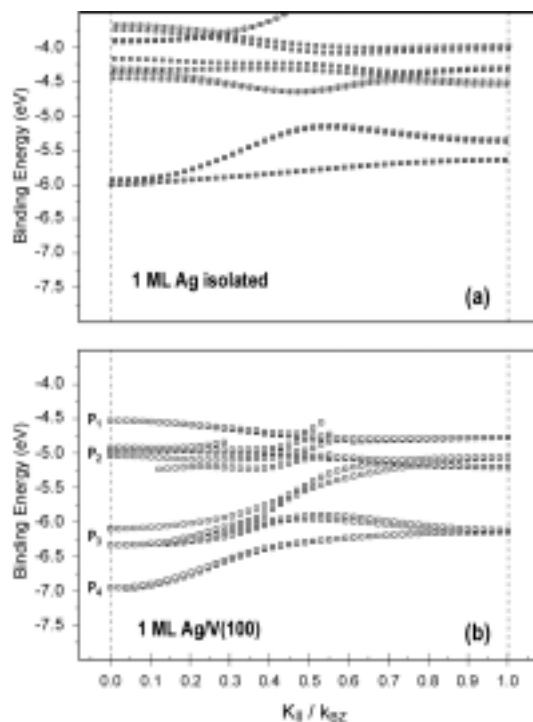 -4.0
-4.5
-5.0
-5.5
-6.0
-6.5
-7.0
-7.5
Binding Energy (eV)
1 ML Ag isolated
(a)
-4.0
-4.5
-5.0
-5.5
-6.0
-6.5
-7.0
-7.5
Binding Energy (eV)
P1
P2
P3
P4
1 ML Ag/V(100)
(b)
0.0 0.1 0.2 0.3 0.4 0.5 0.6 0.7 0.8 0.9 1.0
K|| / kBZ